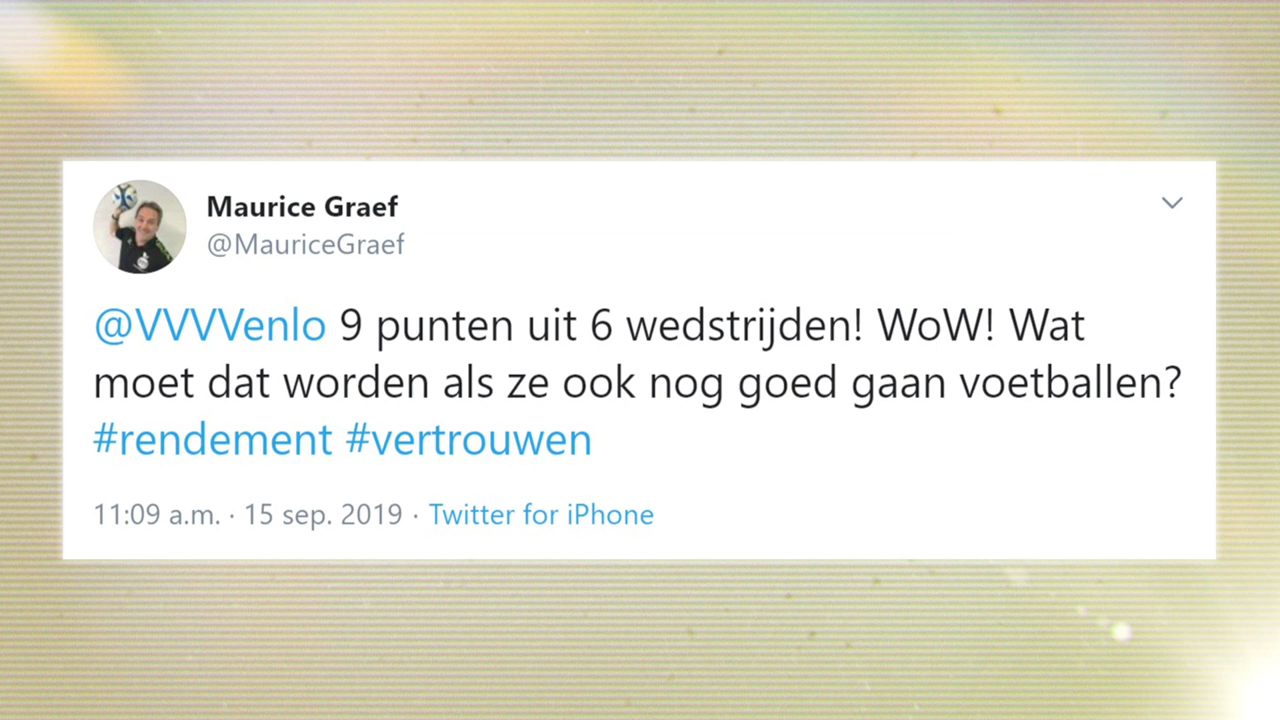 Maurice Graef
@MauriceGraef
@VVVVenlo 9 punten uit 6 wedstrijden! WoW! Wat
moet dat worden als ze ook nog goed gaan voetballen?
#rendement #vertrouwen
11:09 a.m. · 15 sep. 2019 · Twitter for iPhone